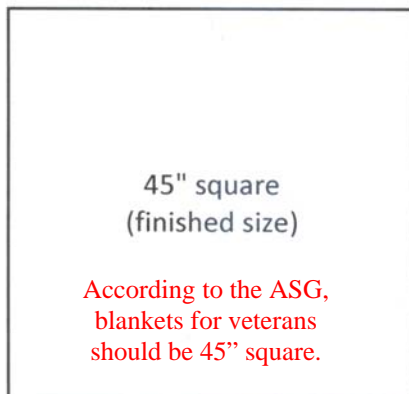 45" square
(finished size)
According to the ASG,
blankets for veterans
should be 45” square.